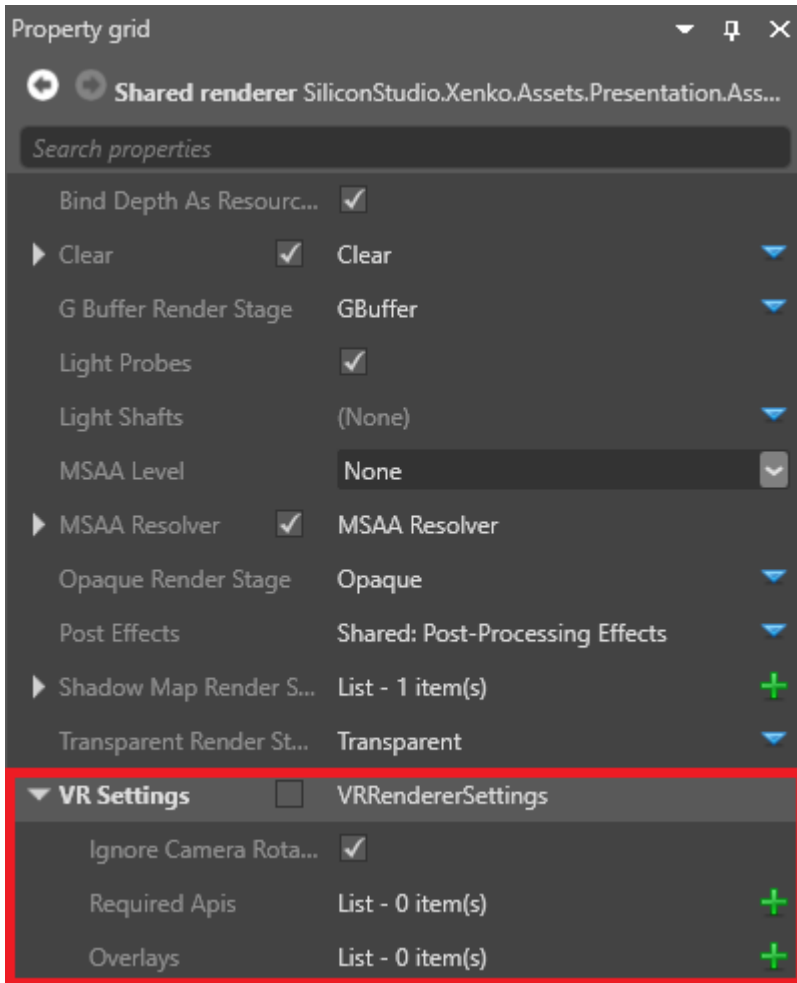 Property grid
Shared renderer SiliconStudio.Xenko.Assets.Presentation.Ass...
Search properties
Bind Depth As Resourc...
Clear Clear
G Buffer Render Stage GBuffer
Light Probes
Light Shafts (None)
MSAA Level None
MSAA Resolver MSAA Resolver
Opaque Render Stage Opaque
Post Effects Shared: Post-Processing Effects
Shadow Map Render S... List - 1 item(s)
Transparent Render St... Transparent
VR Settings VRRendererSettings
Ignore Camera Rota...
Required Apis List - 0 item(s)
Overlays List - 0 item(s)